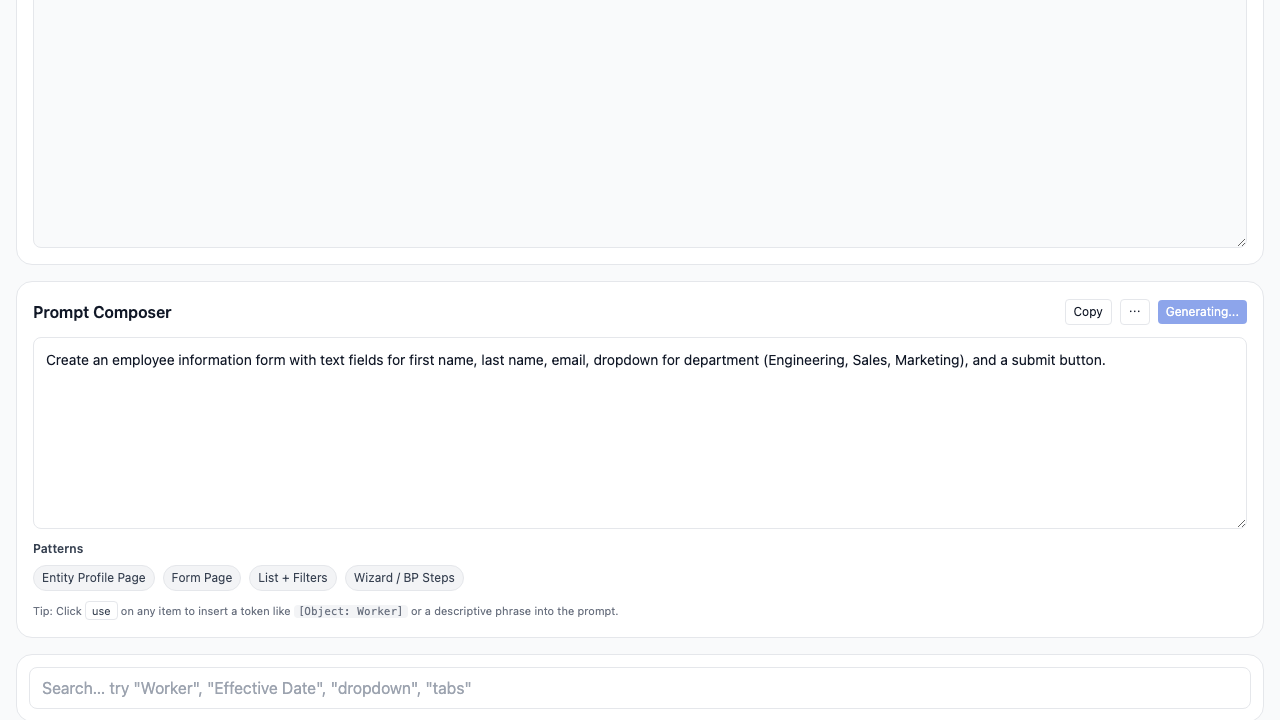 Prompt Composer
Copy ⋯ Generating...
Create an employee information form with text fields for first name, last name, email, dropdown for department (Engineering, Sales, Marketing), and a submit button.
Patterns
Entity Profile Page Form Page List + Filters Wizard / BP Steps
Tip: Click use on any item to insert a token like [Object: Worker] or a descriptive phrase into the prompt.
Search... try "Worker", "Effective Date", "dropdown", "tabs"